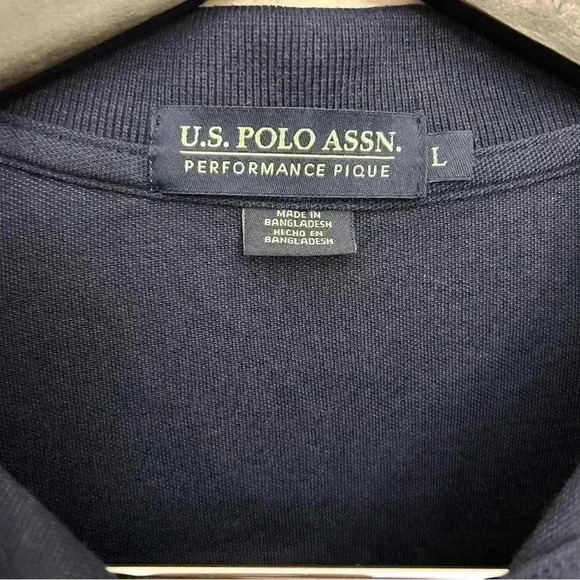 U.S. POLO ASSN.
PERFORMANCE PIQUE
L
MADE IN
BANGLADESH
HECHO EN
BANGLADESH